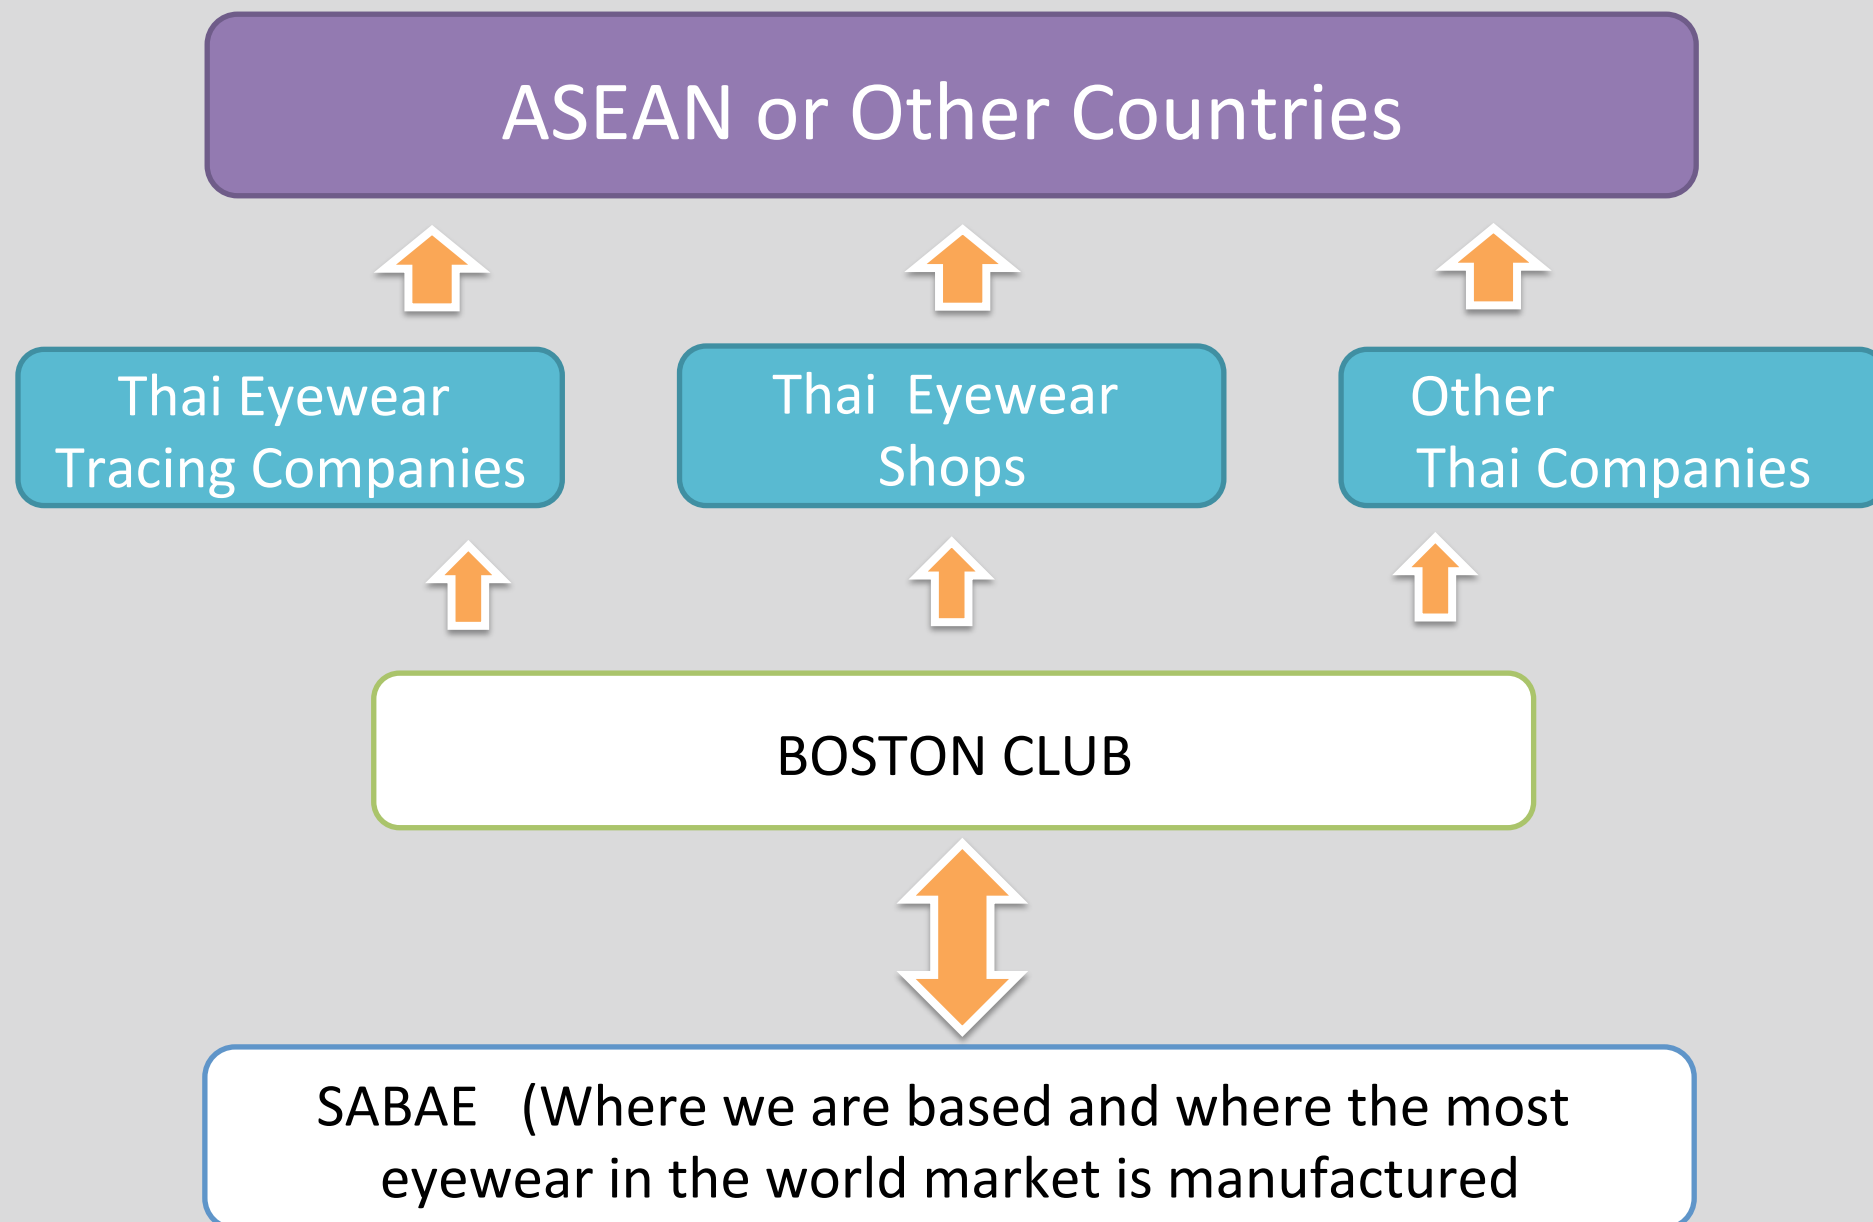 ASEAN or Other Countries
Thai Eyewear
Tracing Companies
Thai Eyewear
Shops
Other
Thai Companies
BOSTON CLUB
SABAE (Where we are based and where the most
eyewear in the world market is manufactured